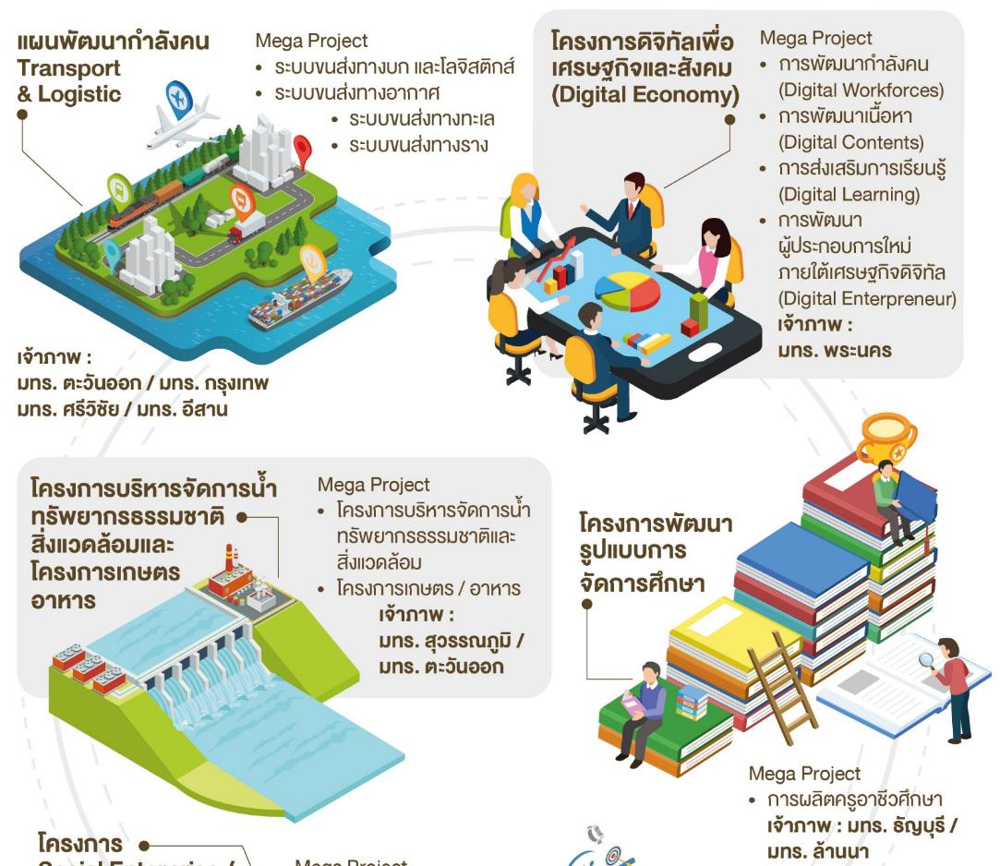 แผนพัฒนากำลังคน
Transport
& Logistic
Mega Project
• ระบบขนส่งทางบก และโลจิสติกส์
• ระบบขนส่งทางอากาศ
• ระบบขนส่งทางทะเล
• ระบบขนส่งทางราง
เจ้าภาพ :
มทร. ตะวันออก / มทร. กรุงเทพ
มทร. ศรีวิชัย / มทร. อีสาน
โครงการดิจิทัลเพื่อ
เศรษฐกิจและสังคม
(Digital Economy)
Mega Project
• การพัฒนากำลังคน
(Digital Workforces)
• การพัฒนาเนื้อหา
(Digital Contents)
• การส่งเสริมการเรียนรู้
(Digital Learning)
• การพัฒนา
ผู้ประกอบการใหม่
ภายใต้เศรษฐกิจดิจิทัล
(Digital Enterpreneur)
เจ้าภาพ :
มทร. พระนคร
โครงการบริหารจัดการน้ำ
ทรัพยากรธรรมชาติ
สิ่งแวดล้อมและ
โครงการเกษตร
อาหาร
Mega Project
• โครงการบริหารจัดการน้ำ
ทรัพยากรธรรมชาติและ
สิ่งแวดล้อม
• โครงการเกษตร / อาหาร
เจ้าภาพ :
มทร. สุวรรณภูมิ /
มทร. ตะวันออก
โครงการพัฒนา
รูปแบบการ
จัดการศึกษา
Mega Project
• การผลิตครูอาชีวศึกษา
เจ้าภาพ : มทร. ธัญบุรี /
มทร. ล้านนา
โครงการ
Social Enterprise /
Mega Project